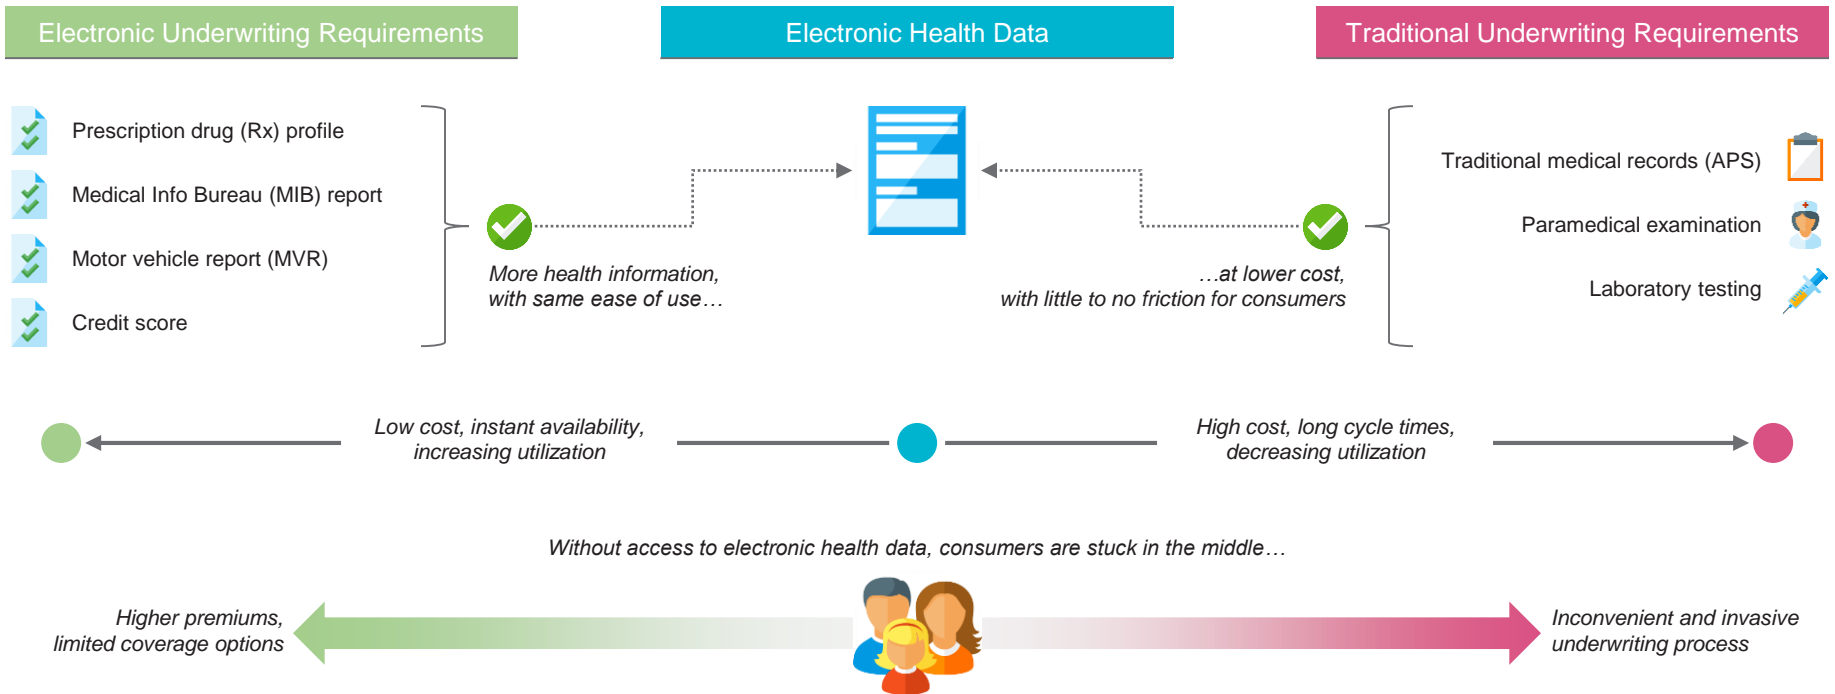 Electronic Underwriting Requirements
Electronic Health Data
Traditional Underwriting Requirements
Prescription drug (Rx) profile
Medical Info Bureau (MIB) report
Motor vehicle report (MVR)
Credit score
More health information,
with same ease of use…
…at lower cost,
with little to no friction for consumers
Traditional medical records (APS)
Paramedical examination
Laboratory testing
Low cost, instant availability,
increasing utilization
High cost, long cycle times,
decreasing utilization
Without access to electronic health data, consumers are stuck in the middle…
Higher premiums,
limited coverage options
Inconvenient and invasive
underwriting process